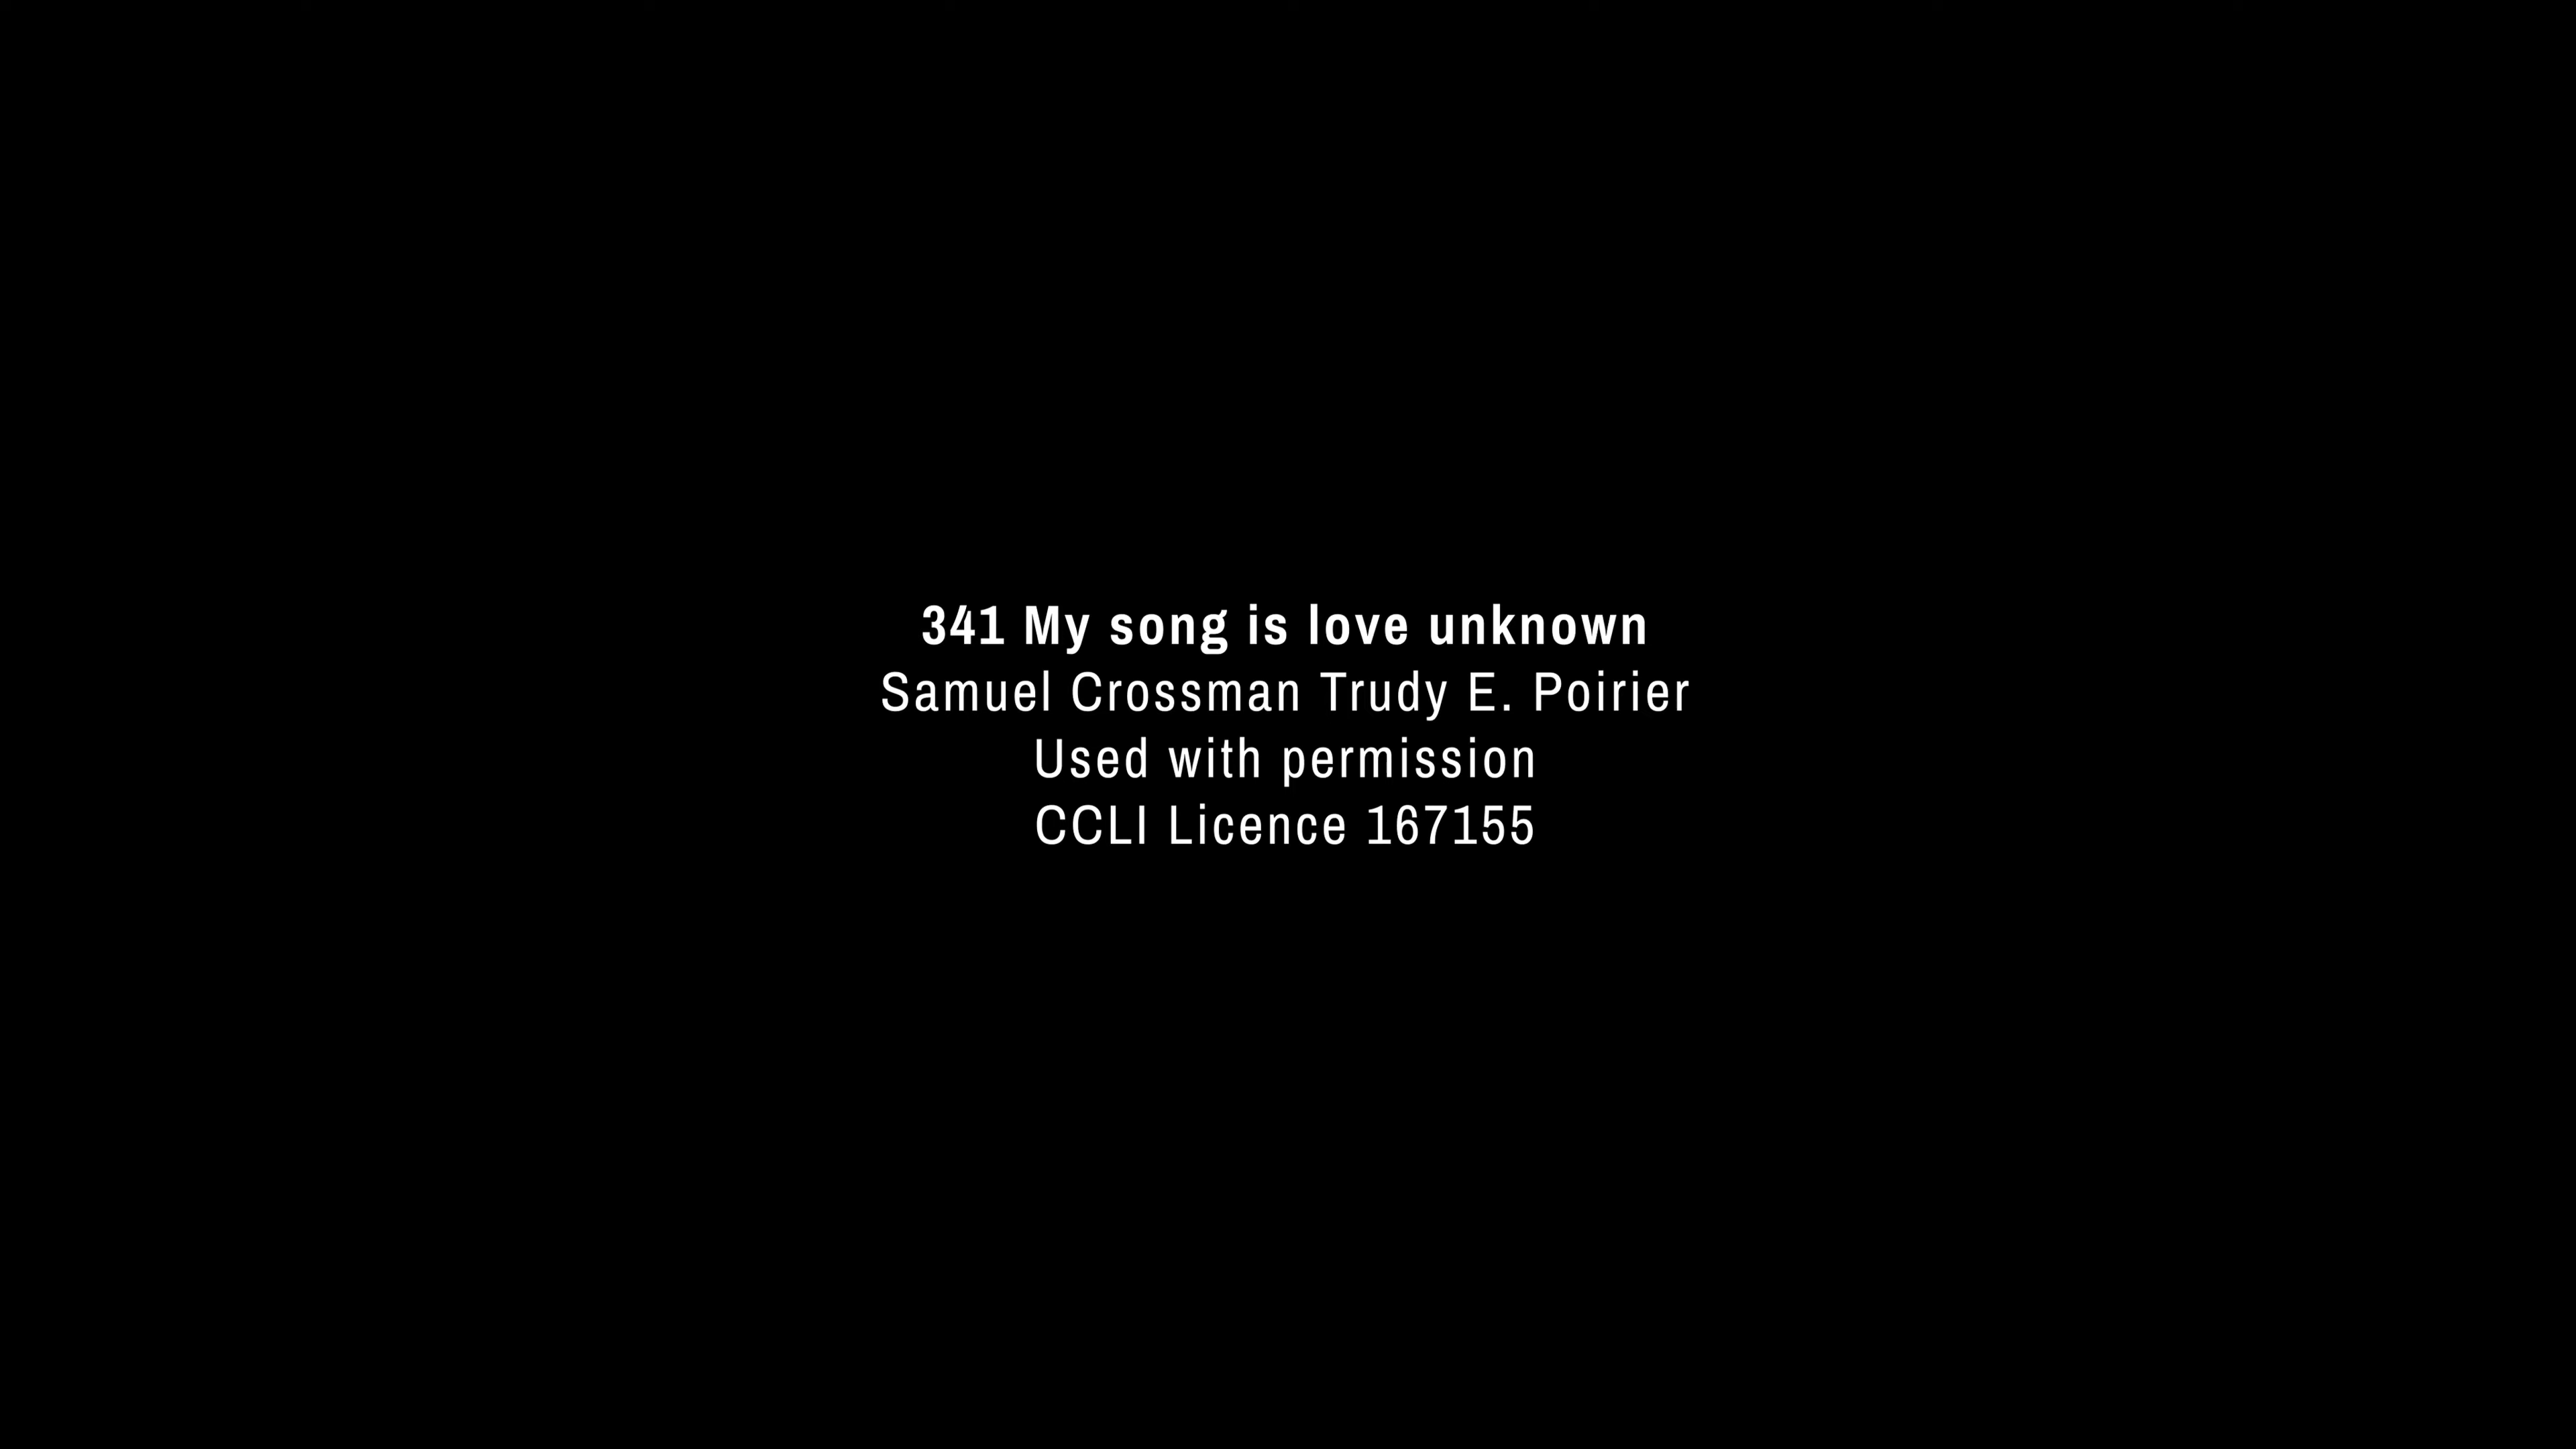 341 My song is love unknown
Samuel Crossman Trudy E. Poirier
Used with permission
CCLI Licence 167155